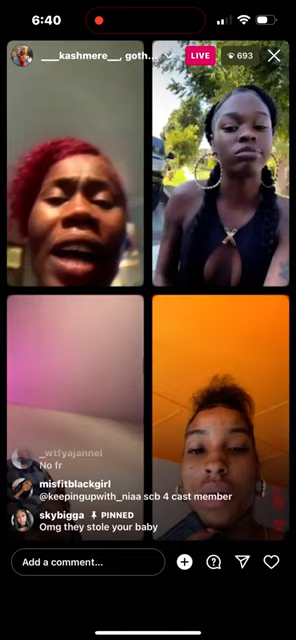 6:40
___kashmere__, goth...
LIVE
693
_wtfyajannei
No fr
misfitblackgirl
@keepingupwith_niaa scb 4 cast member
skybigga PINNED
Omg they stole your baby
Add a comment...